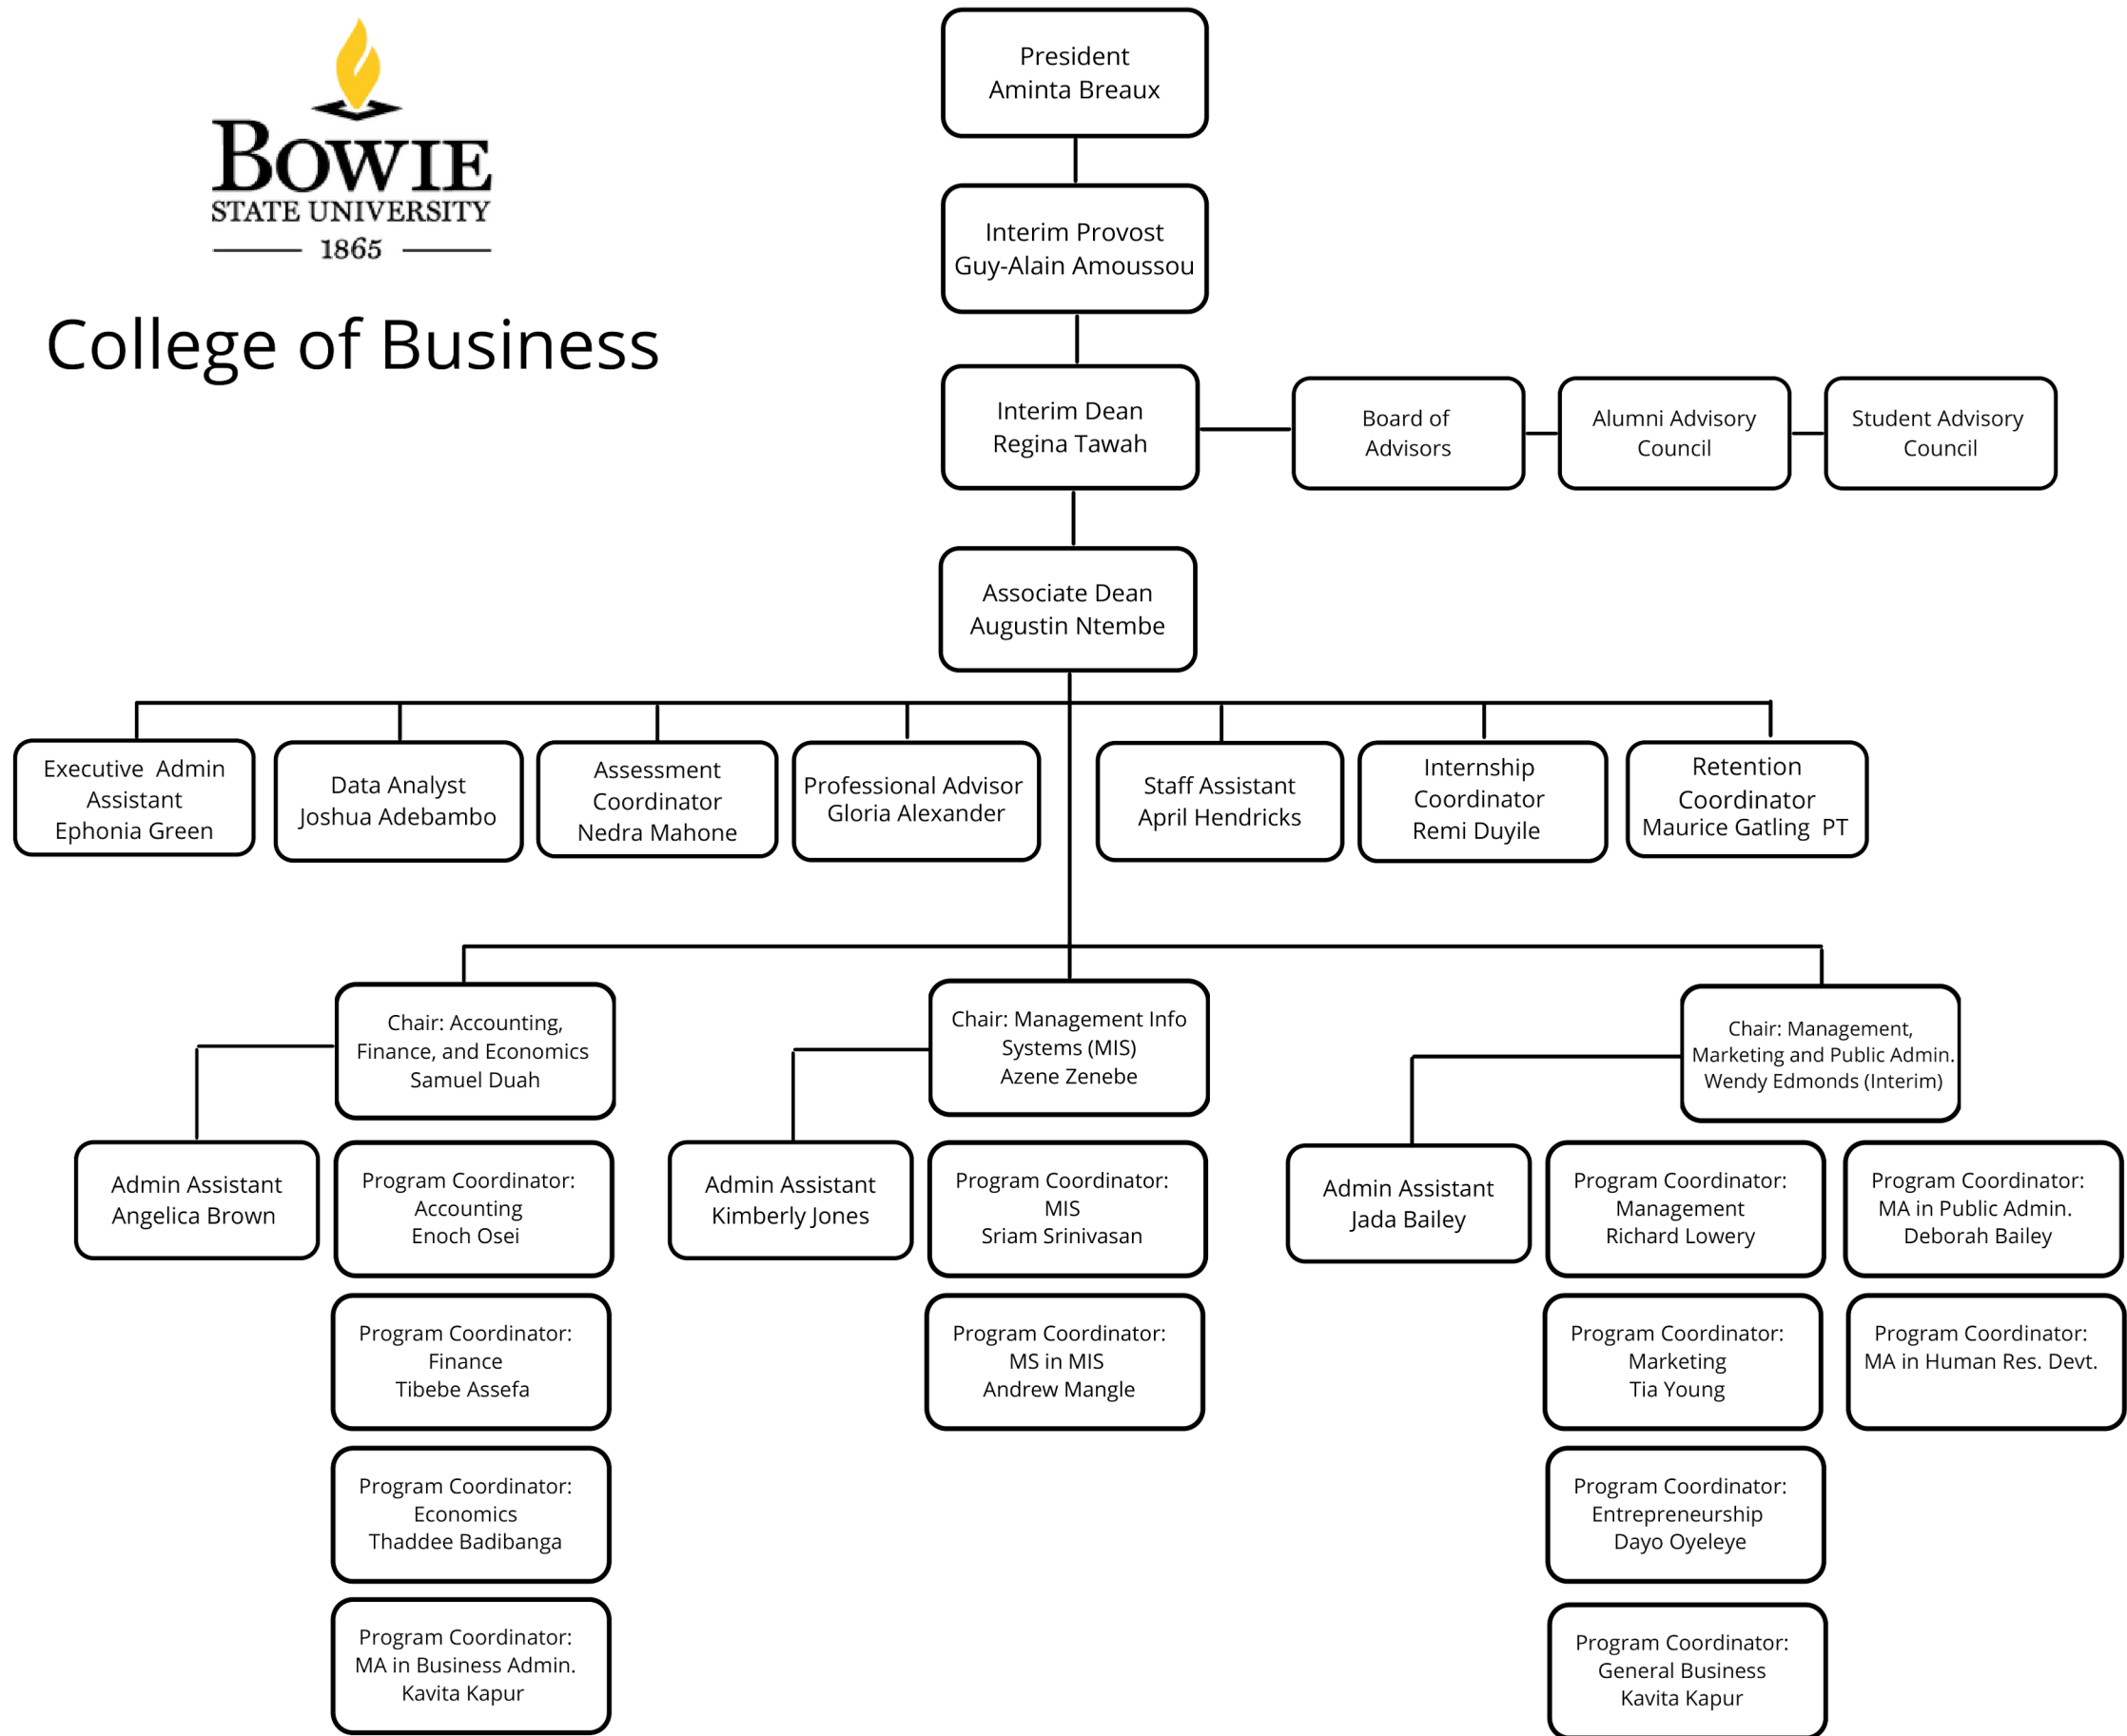 BOWIE
STATE UNIVERSITY
1865
College of Business
President
Aminta Breaux
Interim Provost
Guy-Alain Amoussou
Interim Dean
Regina Tawah
Board of
Advisors
Alumni Advisory
Council
Student Advisory
Council
Associate Dean
Augustin Ntembe
Executive Admin
Assistant
Ephonia Green
Data Analyst
Joshua Adebambo
Assessment
Coordinator
Nedra Mahone
Professional Advisor
Gloria Alexander
Staff Assistant
April Hendricks
Internship
Coordinator
Remi Duyile
Retention
Coordinator
Maurice Gatling PT
Chair: Accounting,
Finance, and Economics
Samuel Duah
Chair: Management Info
Systems (MIS)
Azene Zenebe
Chair: Management,
Marketing and Public Admin.
Wendy Edmonds (Interim)
Admin Assistant
Angelica Brown
Program Coordinator:
Accounting
Enoch Osei
Admin Assistant
Kimberly Jones
Program Coordinator:
MIS
Sriam Srinivasan
Admin Assistant
Jada Bailey
Program Coordinator:
Management
Richard Lowery
Program Coordinator:
MA in Public Admin.
Deborah Bailey
Program Coordinator:
Finance
Tibebe Assefa
Program Coordinator:
MS in MIS
Andrew Mangle
Program Coordinator:
Marketing
Tia Young
Program Coordinator:
MA in Human Res. Devt.
Program Coordinator:
Economics
Thaddee Badibanga
Program Coordinator:
Entrepreneurship
Dayo Oyeleye
Program Coordinator:
MA in Business Admin.
Kavita Kapur
Program Coordinator:
General Business
Kavita Kapur